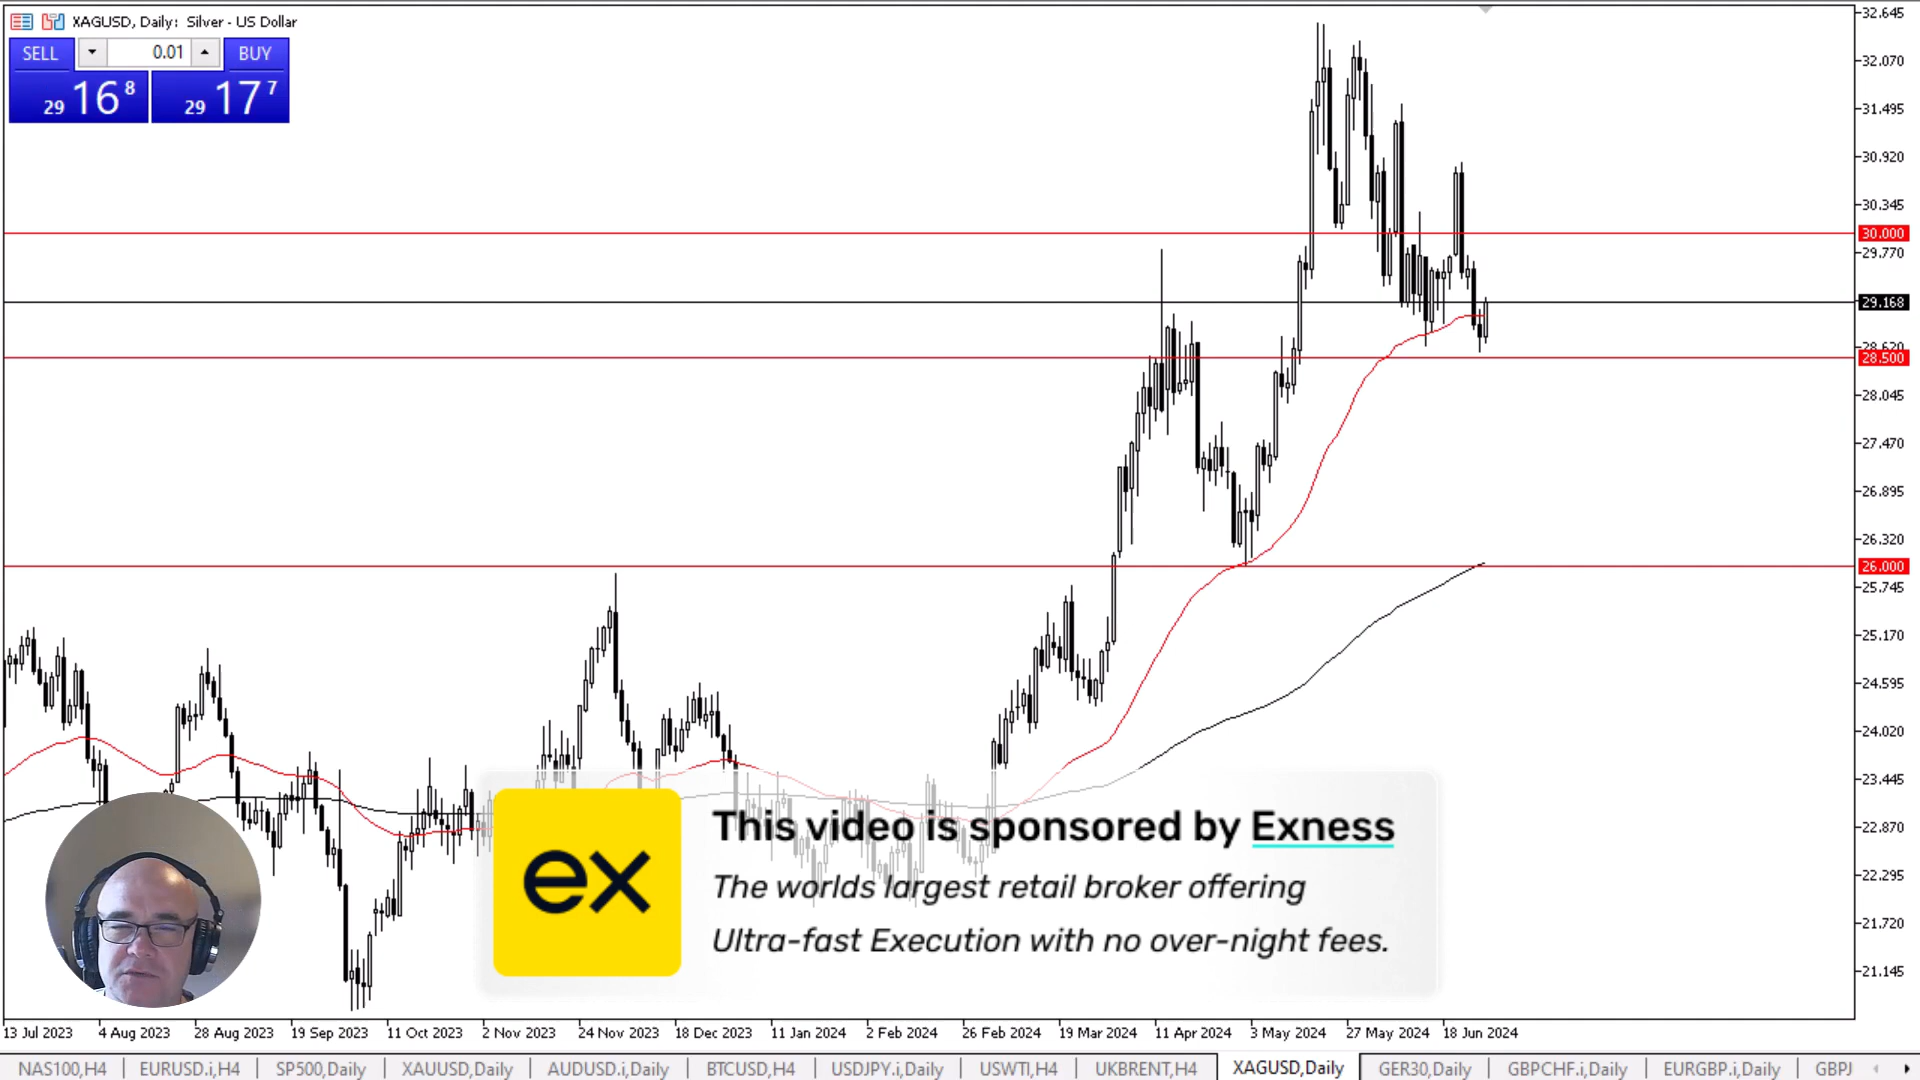 XAGUSD, Daily: Silver - US Dollar
SELL 0.01 BUY
29 16 8 29 17 7
32.645
32.070
31.495
30.920
30.345
30.000
29.770
29.168
28.620
28.500
28.045
27.470
26.895
26.320
26.000
25.745
25.170
24.595
24.020
23.445
22.870
22.295
21.720
21.145
ex
This video is sponsored by Exness
The worlds largest retail broker offering
Ultra-fast Execution with no over-night fees.
13 Jul 2023 4 Aug 2023 28 Aug 2023 19 Sep 2023 11 Oct 2023 2 Nov 2023 24 Nov 2023 18 Dec 2023 11 Jan 2024 2 Feb 2024 26 Feb 2024 19 Mar 2024 11 Apr 2024 3 May 2024 27 May 2024 18 Jun 2024
NAS100,H4 EURUSD.i,H4 SP500,Daily XAUUSD,Daily AUDUSD.i,Daily BTCUSD,H4 USDJPY.i,Daily USWTI,H4 UKBRENT,H4 XAGUSD,Daily GER30,Daily GBPCHF.i,Daily EURGBP.i,Daily GBPJ